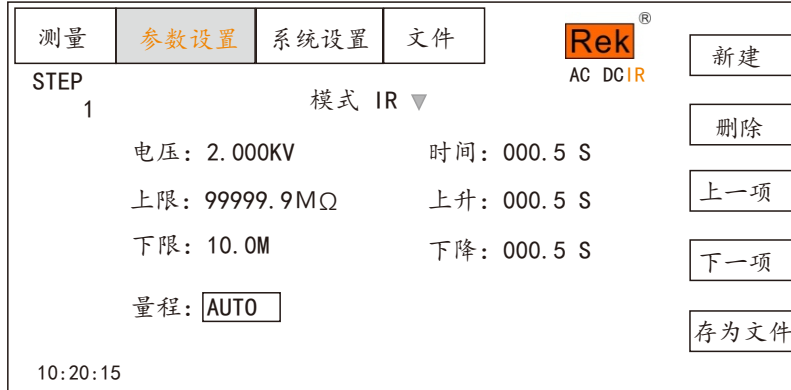 测量 参数设置 系统设置 文件 Rek ® 新建
STEP AC DC IR
1 模式 IR ▼
删除
电压: 2.000KV 时间: 000.5 S
上限: 99999.9MΩ 上升: 000.5 S 上一项
下限: 10.0M 下降: 000.5 S 下一项
量程: AUTO
存为文件
10:20:15